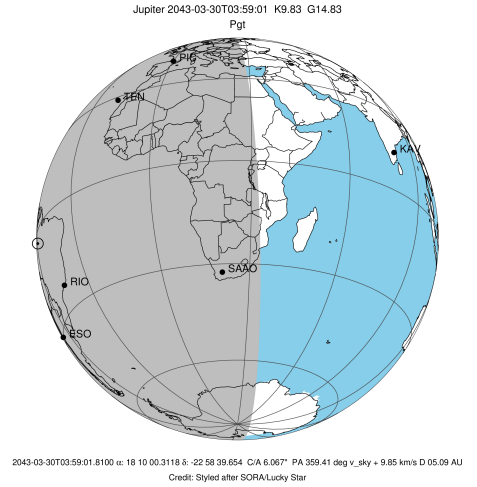 Jupiter 2043-03-30T03:59:01 K9.83 G14.83
Pgt
PIC
TEN
KAV
SAAO
RIO
ESO
2043-03-30T03:59:01.8100 α: 18 10 00.3118 δ: -22 58 39.654 C/A 6.067" PA 359.41 deg v_sky + 9.85 km/s D 05.09 AU
Credit: Styled after SORA/Lucky Star